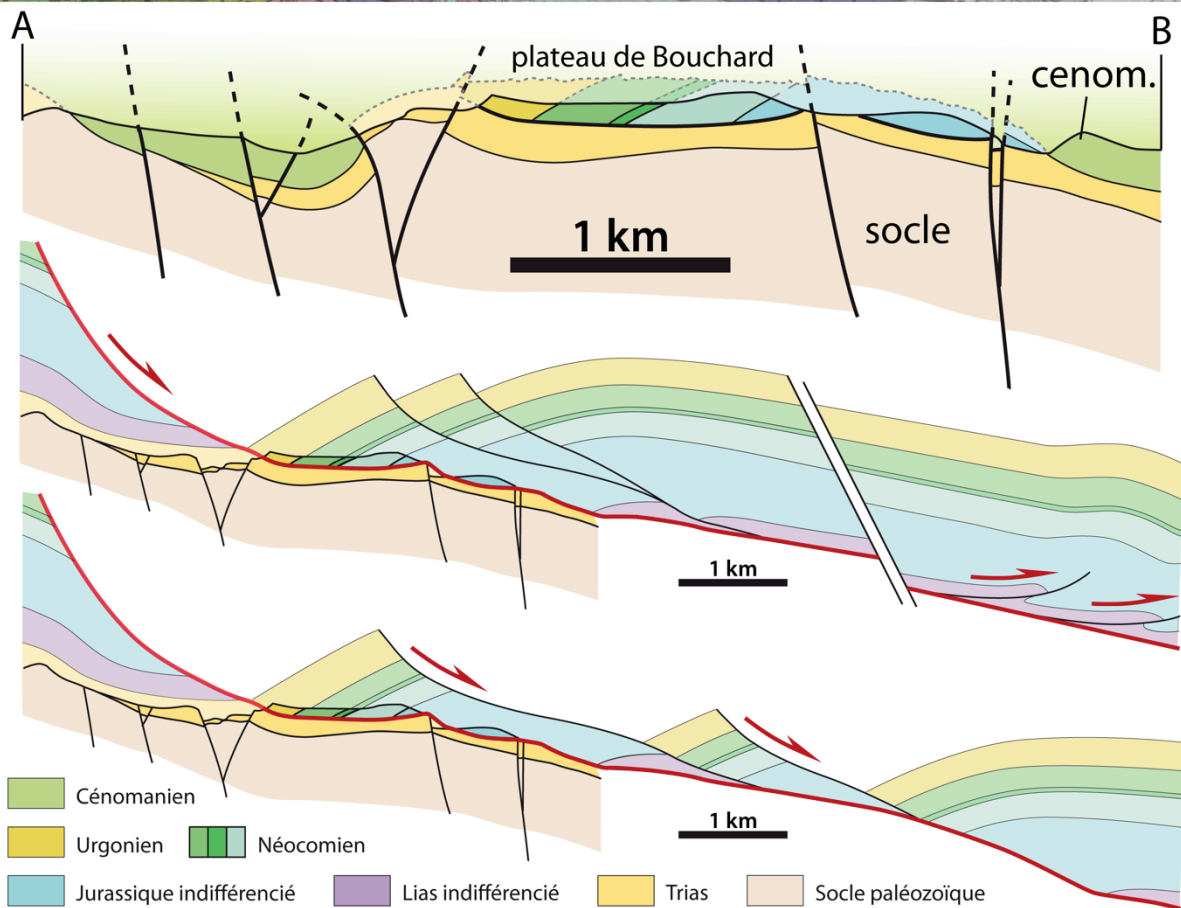 A
B
plateau de Bouchard
cenom.
1 km
socle
1 km
1 km
Cénomanien
Urgonien
Néocomien
Jurassique indifférencié
Lias indifférencié
Trias
Socle paléozoïque